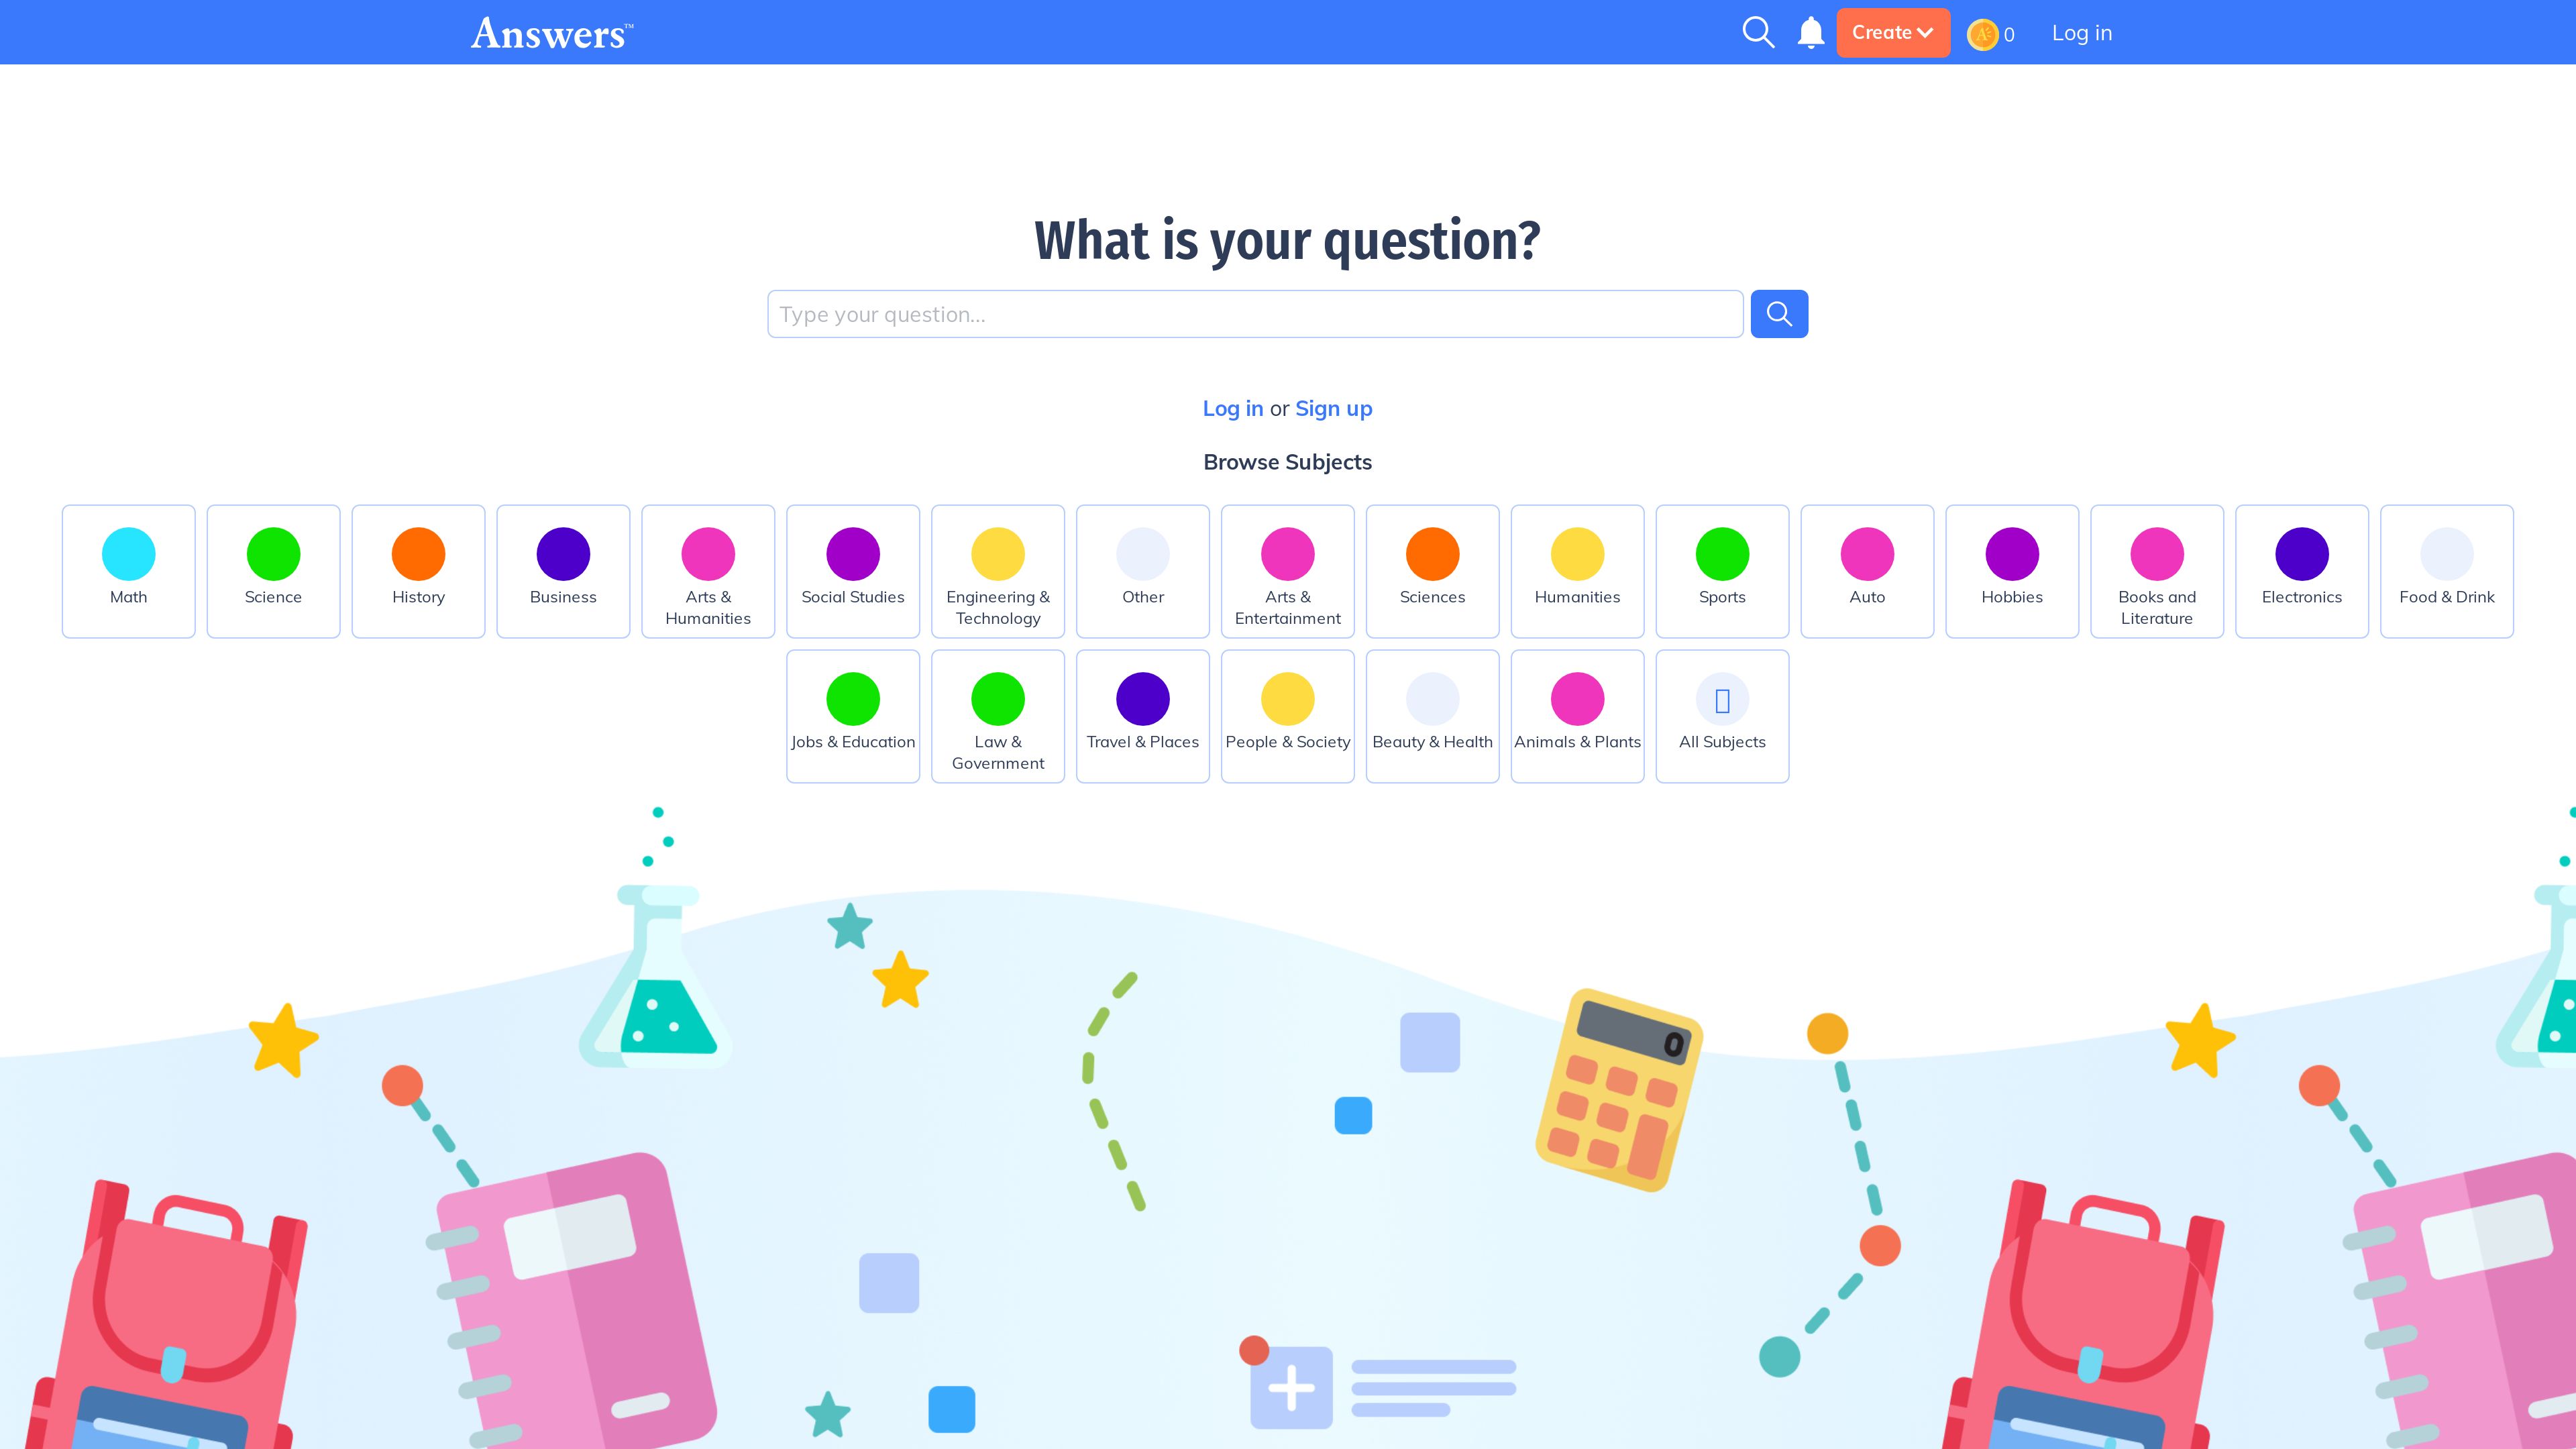 Answers™
Create
0
Log in
What is your question?
Type your question...
Log in or Sign up
Browse Subjects
Math
Science
History
Business
Arts &
Humanities
Social Studies
Engineering &
Technology
Other
Arts &
Entertainment
Sciences
Humanities
Sports
Auto
Hobbies
Books and
Literature
Electronics
Food & Drink
Jobs & Education
Law &
Government
Travel & Places
People & Society
Beauty & Health
Animals & Plants
All Subjects
0